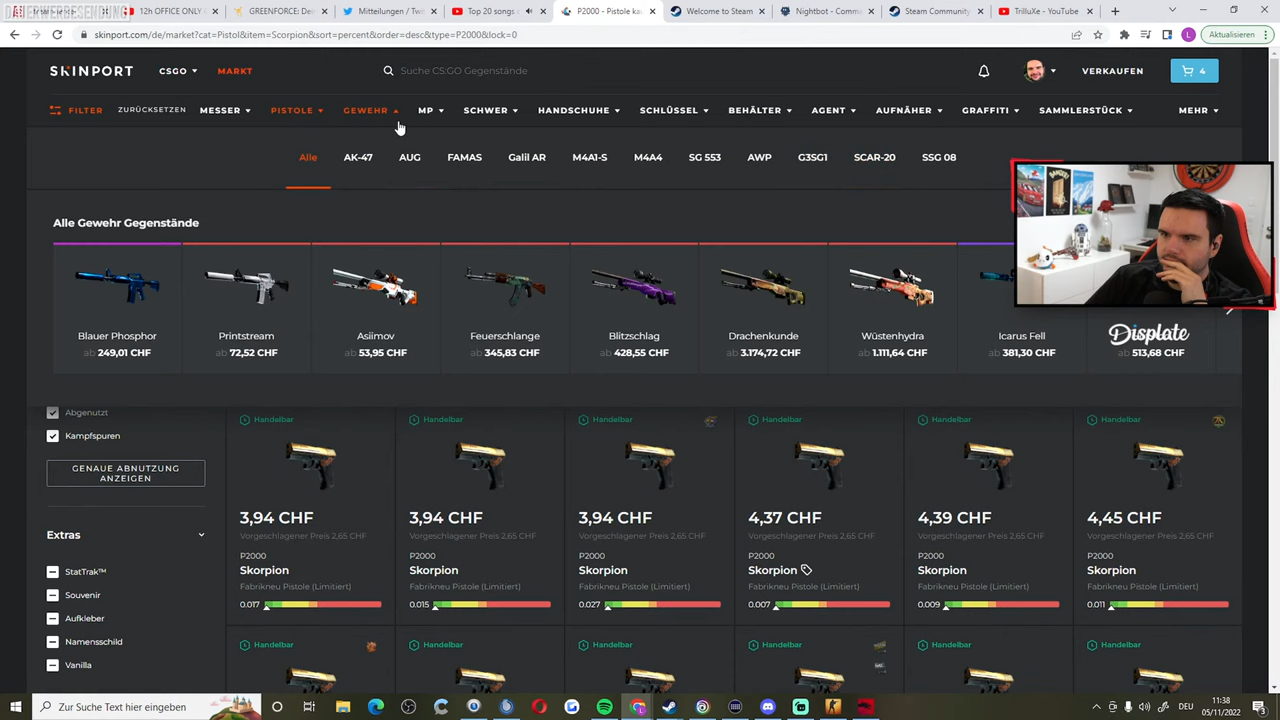 DAUERWERBESENDUNG
12h OFFICE C
GREENFORCE: Dei
Mitteilungen / Twi
Top 20 songs
P2000 - Pistole kau
Welcome to Steam
Nightbot - Comma
Steam Community
TrilluXe - YouTube
skinport.com/de/market?cat=Pistol&item=Scorpion&sort=percent&order=desc&type=P2000&lock=0
L
Aktualisieren
SKINPORT
CSGO
MARKT
Suche CS:GO Gegenstände
VERKAUFEN
4
FILTER
ZURÜCKSETZEN
MESSER
PISTOLE
GEWEHR
MP
SCHWER
HANDSCHUHE
SCHLÜSSEL
BEHÄLTER
AGENT
AUFNÄHER
GRAFFITI
SAMMLERSTÜCK
MEHR
Alle
AK-47
AUG
FAMAS
Galil AR
M4A1-S
M4A4
SG 553
AWP
G3SG1
SCAR-20
SSG 08
Alle Gewehr Gegenstände
Blauer Phosphor
Printstream
Asiimov
Feuerschlange
Blitzschlag
Drachenkunde
Wüstenhydra
Icarus Fell
Displate
ab 249,01 CHF
ab 72,52 CHF
ab 53,95 CHF
ab 345,83 CHF
ab 428,55 CHF
ab 3.174,72 CHF
ab 1.111,64 CHF
ab 381,30 CHF
ab 513,68 CHF
Abgenutzt
Kampfspuren
GENAUE ABNUTZUNG
ANZEIGEN
Extras
StatTrak™
Souvenir
Aufkleber
Namensschild
Vanilla
Handelbar
Handelbar
Handelbar
Handelbar
Handelbar
Handelbar
3,94 CHF
3,94 CHF
3,94 CHF
4,37 CHF
4,39 CHF
4,45 CHF
Vorgeschlagener Preis 2,65 CHF
Vorgeschlagener Preis 2,65 CHF
Vorgeschlagener Preis 2,65 CHF
Vorgeschlagener Preis 2,65 CHF
Vorgeschlagener Preis 2,65 CHF
Vorgeschlagener Preis 2,65 CHF
P2000
P2000
P2000
P2000
P2000
P2000
Skorpion
Skorpion
Skorpion
Skorpion
Skorpion
Skorpion
Fabrikneu Pistole (Limitiert)
Fabrikneu Pistole (Limitiert)
Fabrikneu Pistole (Limitiert)
Fabrikneu Pistole (Limitiert)
Fabrikneu Pistole (Limitiert)
Fabrikneu Pistole (Limitiert)
0.017
0.015
0.027
0.007
0.009
0.011
Handelbar
Handelbar
Handelbar
Handelbar
Handelbar
Handelbar
Zur Suche Text hier eingeben
DEU
11:38
05/11/2022